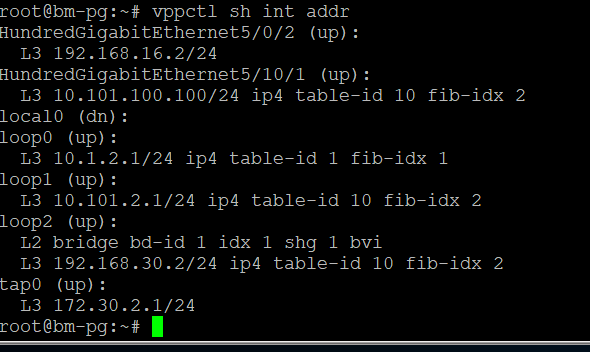 root@bm-pg:~# vppctl sh int addr
HundredGigabitEthernet5/0/2 (up):
  L3 192.168.16.2/24
HundredGigabitEthernet5/10/1 (up):
  L3 10.101.100.100/24 ip4 table-id 10 fib-idx 2
local0 (dn):
loop0 (up):
  L3 10.1.2.1/24 ip4 table-id 1 fib-idx 1
loop1 (up):
  L3 10.101.2.1/24 ip4 table-id 10 fib-idx 2
loop2 (up):
  L2 bridge bd-id 1 idx 1 shg 1 bvi
  L3 192.168.30.2/24 ip4 table-id 10 fib-idx 2
tap0 (up):
  L3 172.30.2.1/24
root@bm-pg:~#